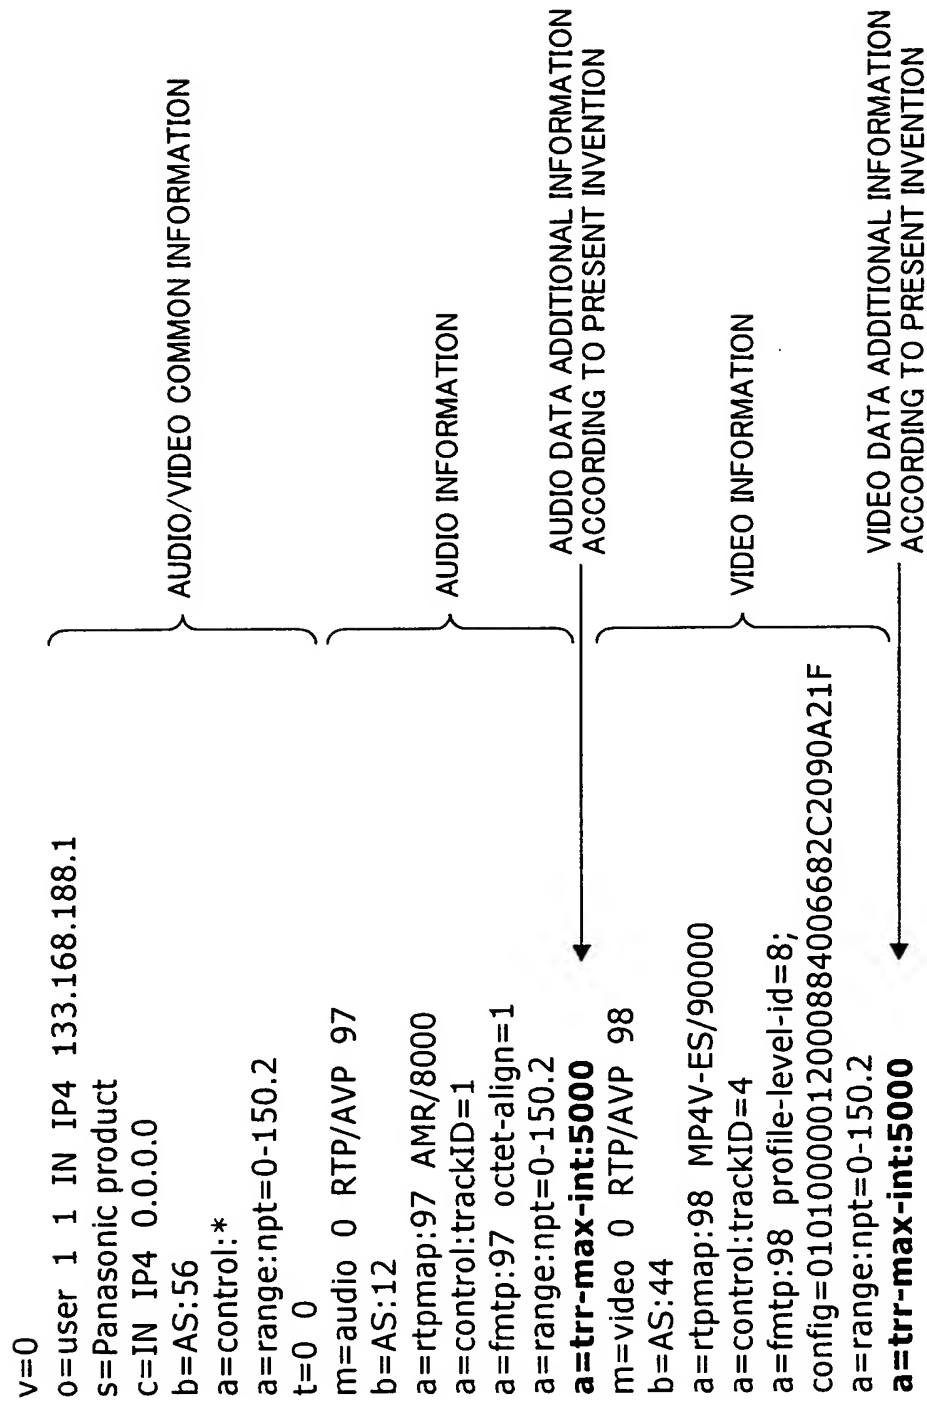 v=0
o=user 1 1 IN IP4 133.168.188.1
s=Panasonic product
c=IN IP4 0.0.0.0
b=AS:56
a=control:*
a=range:npt=0-150.2
t=0 0
AUDIO/VIDEO COMMON INFORMATION
m=audio 0 RTP/AVP 97
b=AS:12
a=rtpmap:97 AMR/8000
a=control:trackID=1
a=fmtp:97 octet-align=1
a=range:npt=0-150.2
AUDIO INFORMATION
a=trr-max-int:5000
AUDIO DATA ADDITIONAL INFORMATION
ACCORDING TO PRESENT INVENTION
m=video 0 RTP/AVP 98
b=AS:44
a=rtpmap:98 MP4V-ES/90000
a=control:trackID=4
a=fmtp:98 profile-level-id=8;
config=01010000012000884006682C2090A21F
a=range:npt=0-150.2
VIDEO INFORMATION
a=trr-max-int:5000
VIDEO DATA ADDITIONAL INFORMATION
ACCORDING TO PRESENT INVENTION